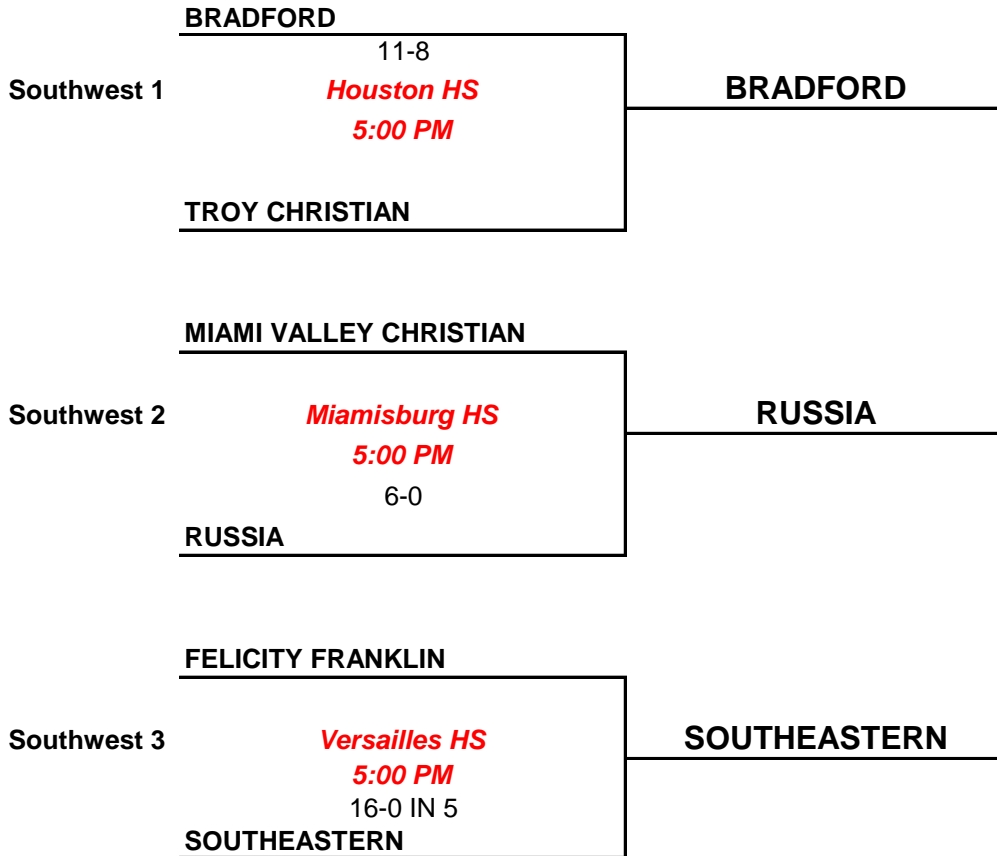 BRADFORD
11-8
Southwest 1 Houston HS BRADFORD
5:00 PM
TROY CHRISTIAN
MIAMI VALLEY CHRISTIAN
Southwest 2 Miamisburg HS RUSSIA
5:00 PM
6-0
RUSSIA
FELICITY FRANKLIN
Southwest 3 Versailles HS SOUTHEASTERN
5:00 PM
16-0 IN 5
SOUTHEASTERN